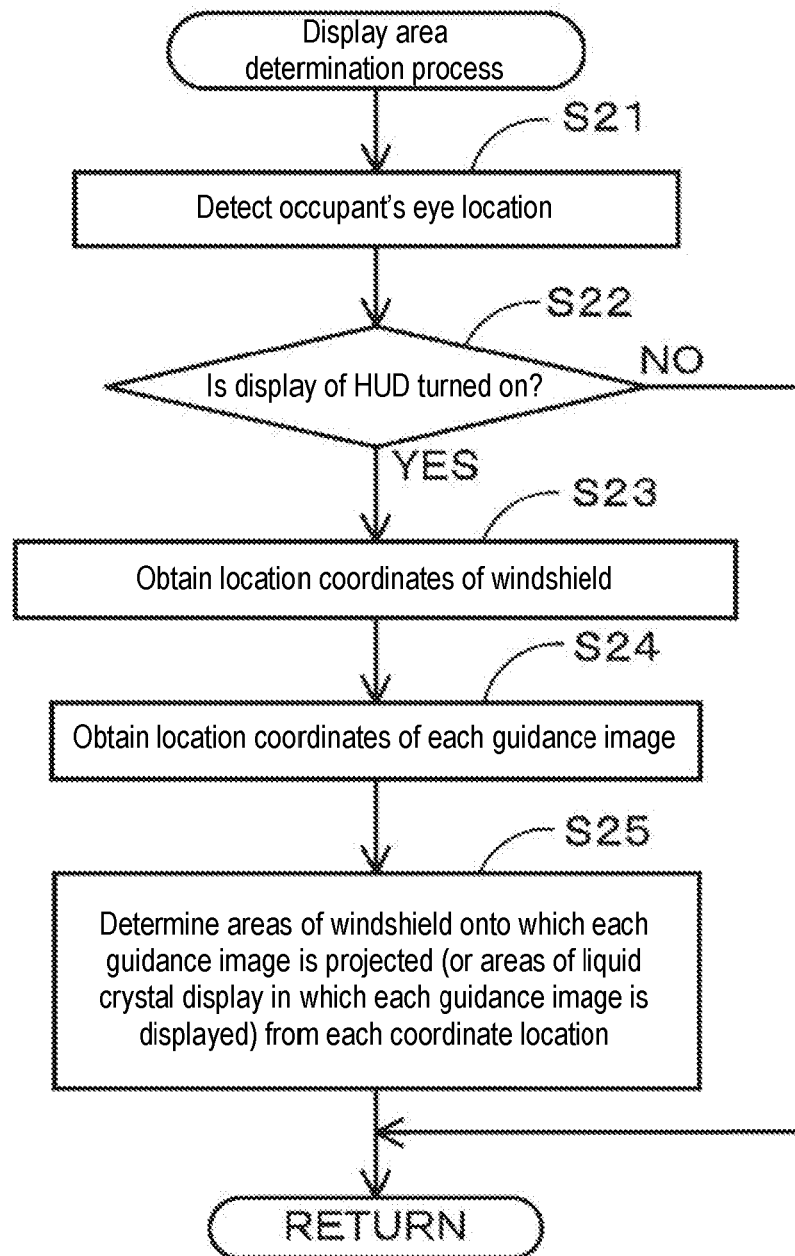 Display area
determination process
S21
Detect occupant's eye location
S22
Is display of HUD turned on?
NO
YES
S23
Obtain location coordinates of windshield
S24
Obtain location coordinates of each guidance image
S25
Determine areas of windshield onto which each
guidance image is projected (or areas of liquid
crystal display in which each guidance image is
displayed) from each coordinate location
RETURN